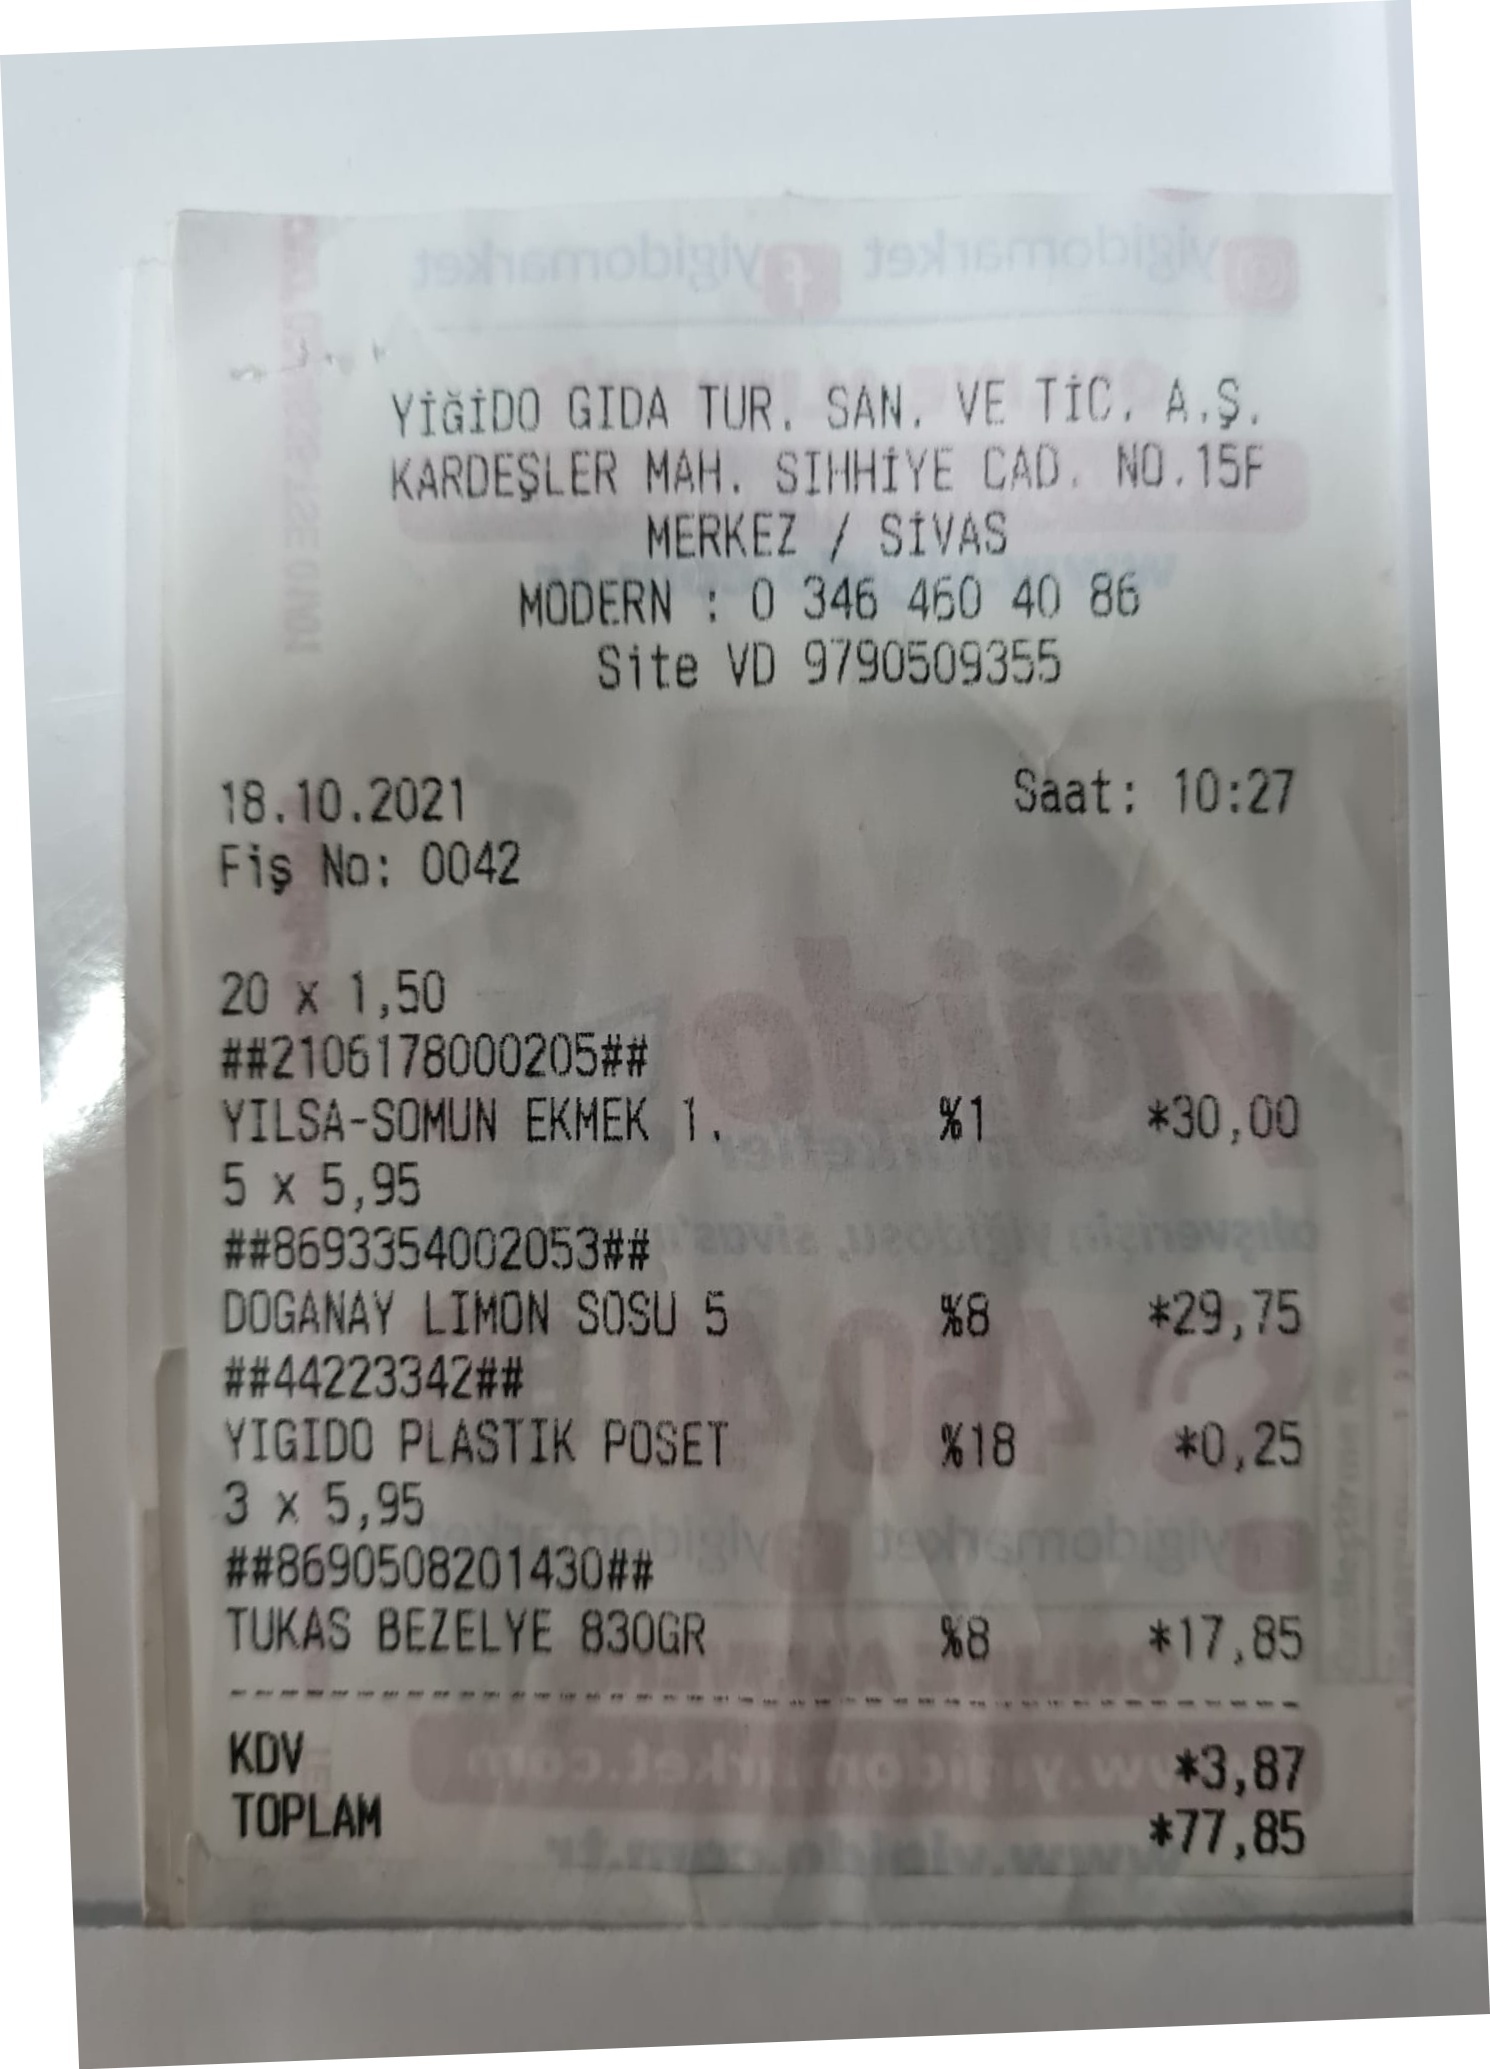 YİĞİDO GIDA TUR. SAN. VE TİC. A.Ş.
KARDEŞLER MAH. SIHHİYE CAD. NO.15F
MERKEZ / SİVAS
MODERN : 0 346 460 40 86
Site VD 9790509355
18.10.2021 Saat: 10:27
Fiş No: 0042
20 x 1,50
##2106178000205##
YILSA-SOMUN EKMEK 1. %1 *30,00
5 x 5,95
##8693354002053##
DOGANAY LIMON SOSU 5 %8 *29,75
##44223342##
YIGIDO PLASTIK POSET %18 *0,25
3 x 5,95
##8690508201430##
TUKAS BEZELYE 830GR %8 *17,85
KDV *3,87
TOPLAM *77,85